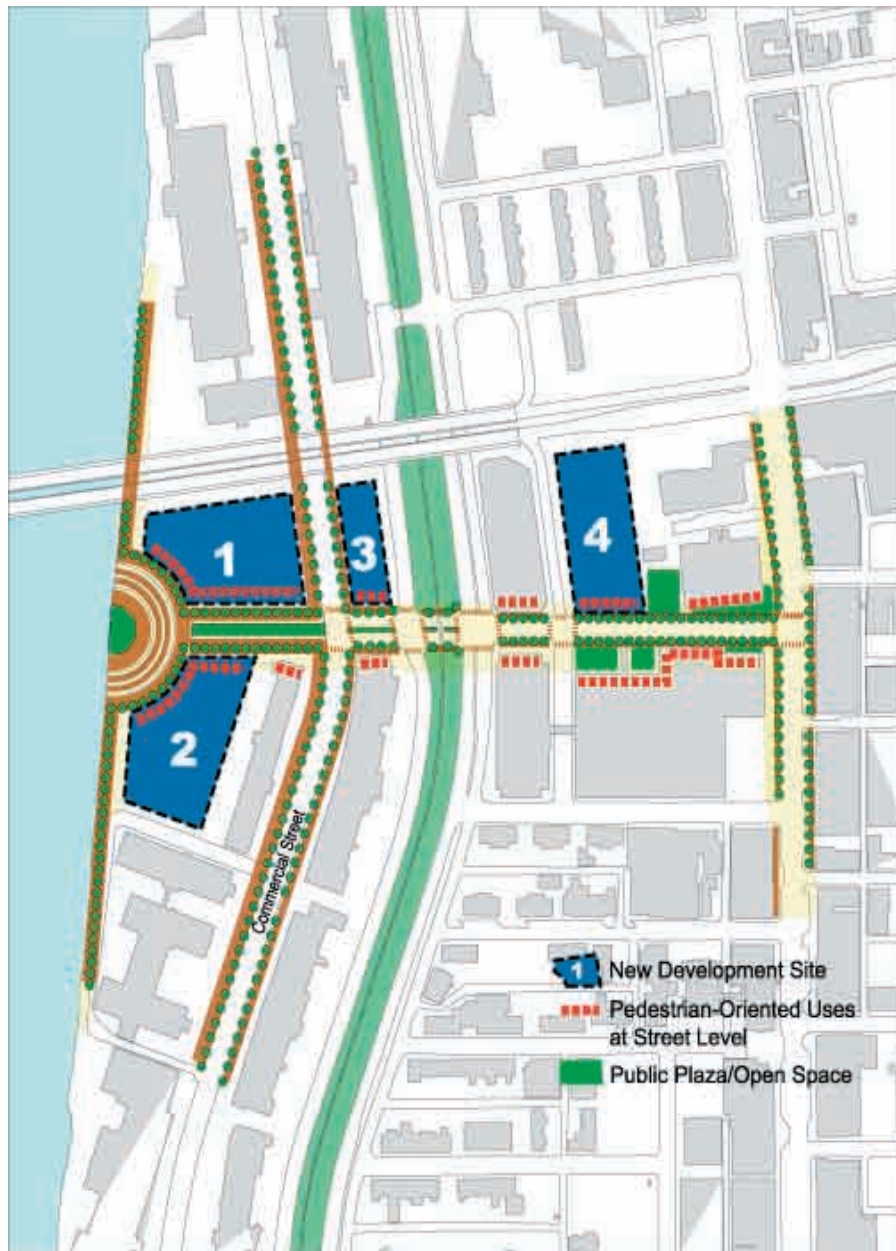 1
3
4
2
Commercial Street
1 New Development Site
Pedestrian-Oriented Uses
at Street Level
Public Plaza/Open Space